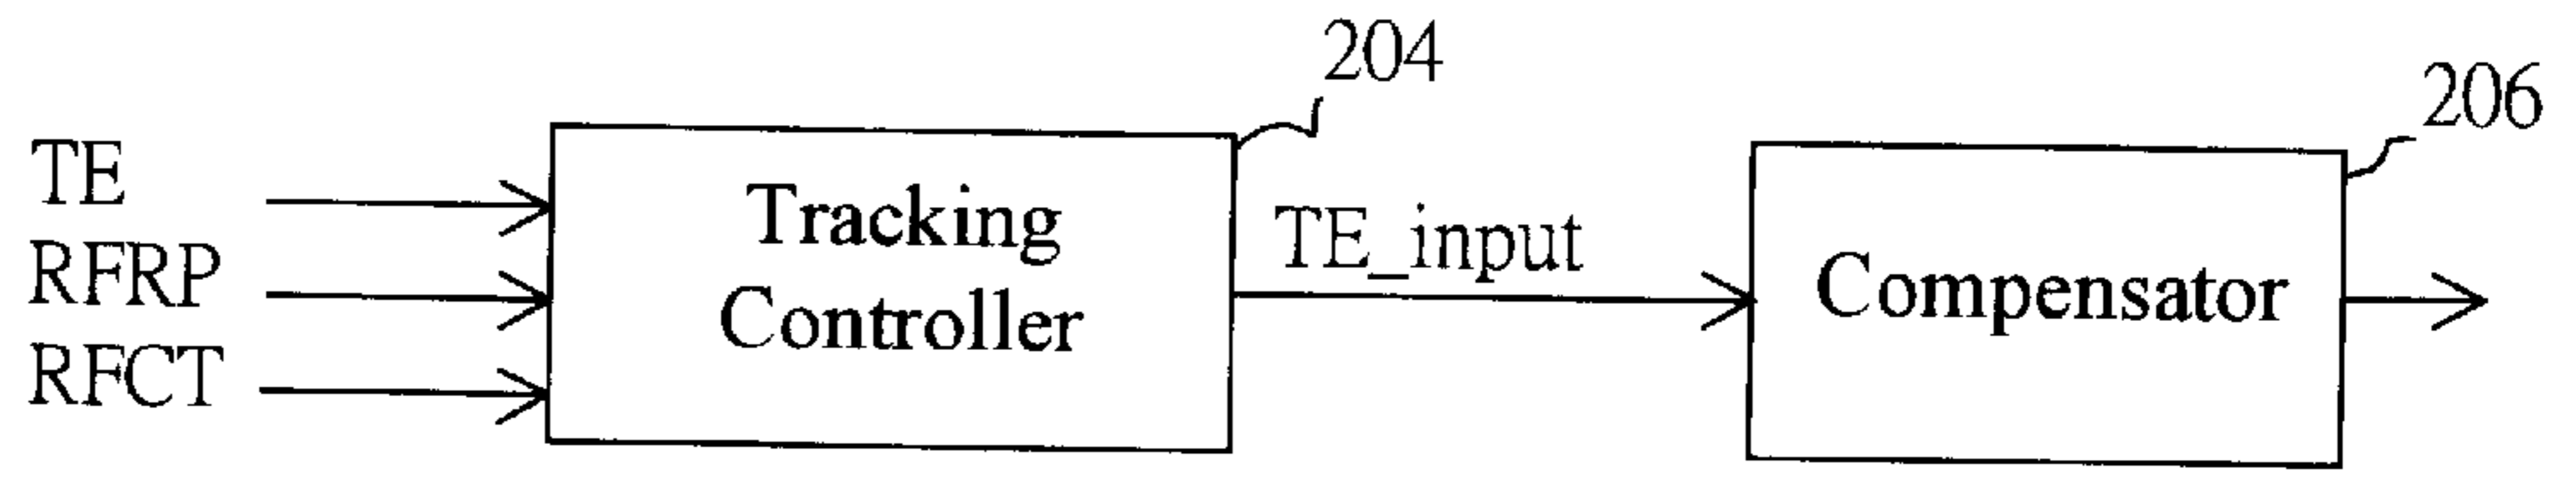 204
206
TE
RFRP
RFCT
Tracking
Controller
TE_input
Compensator